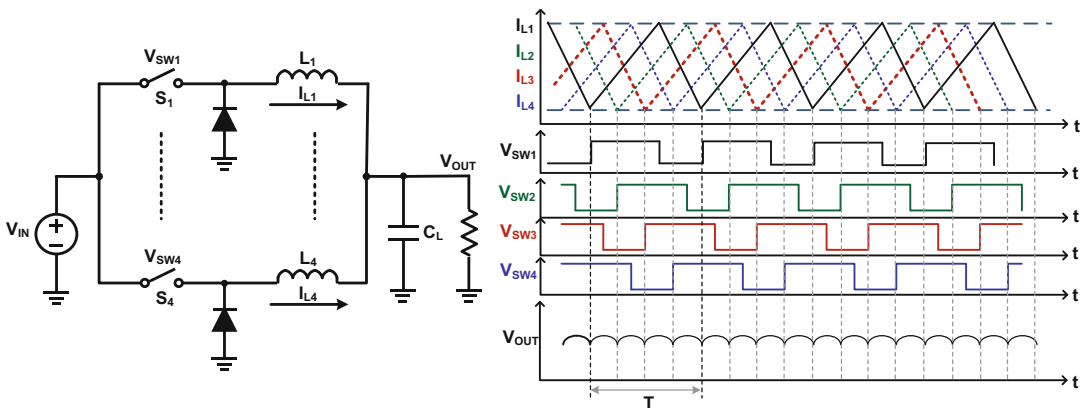 V_SW1
S_1
L_1
I_L1
V_OUT
V_IN
C_L
V_SW4
S_4
L_4
I_L4
I_L1
I_L2
I_L3
I_L4
t
V_SW1
t
V_SW2
t
V_SW3
t
V_SW4
t
V_OUT
t
T